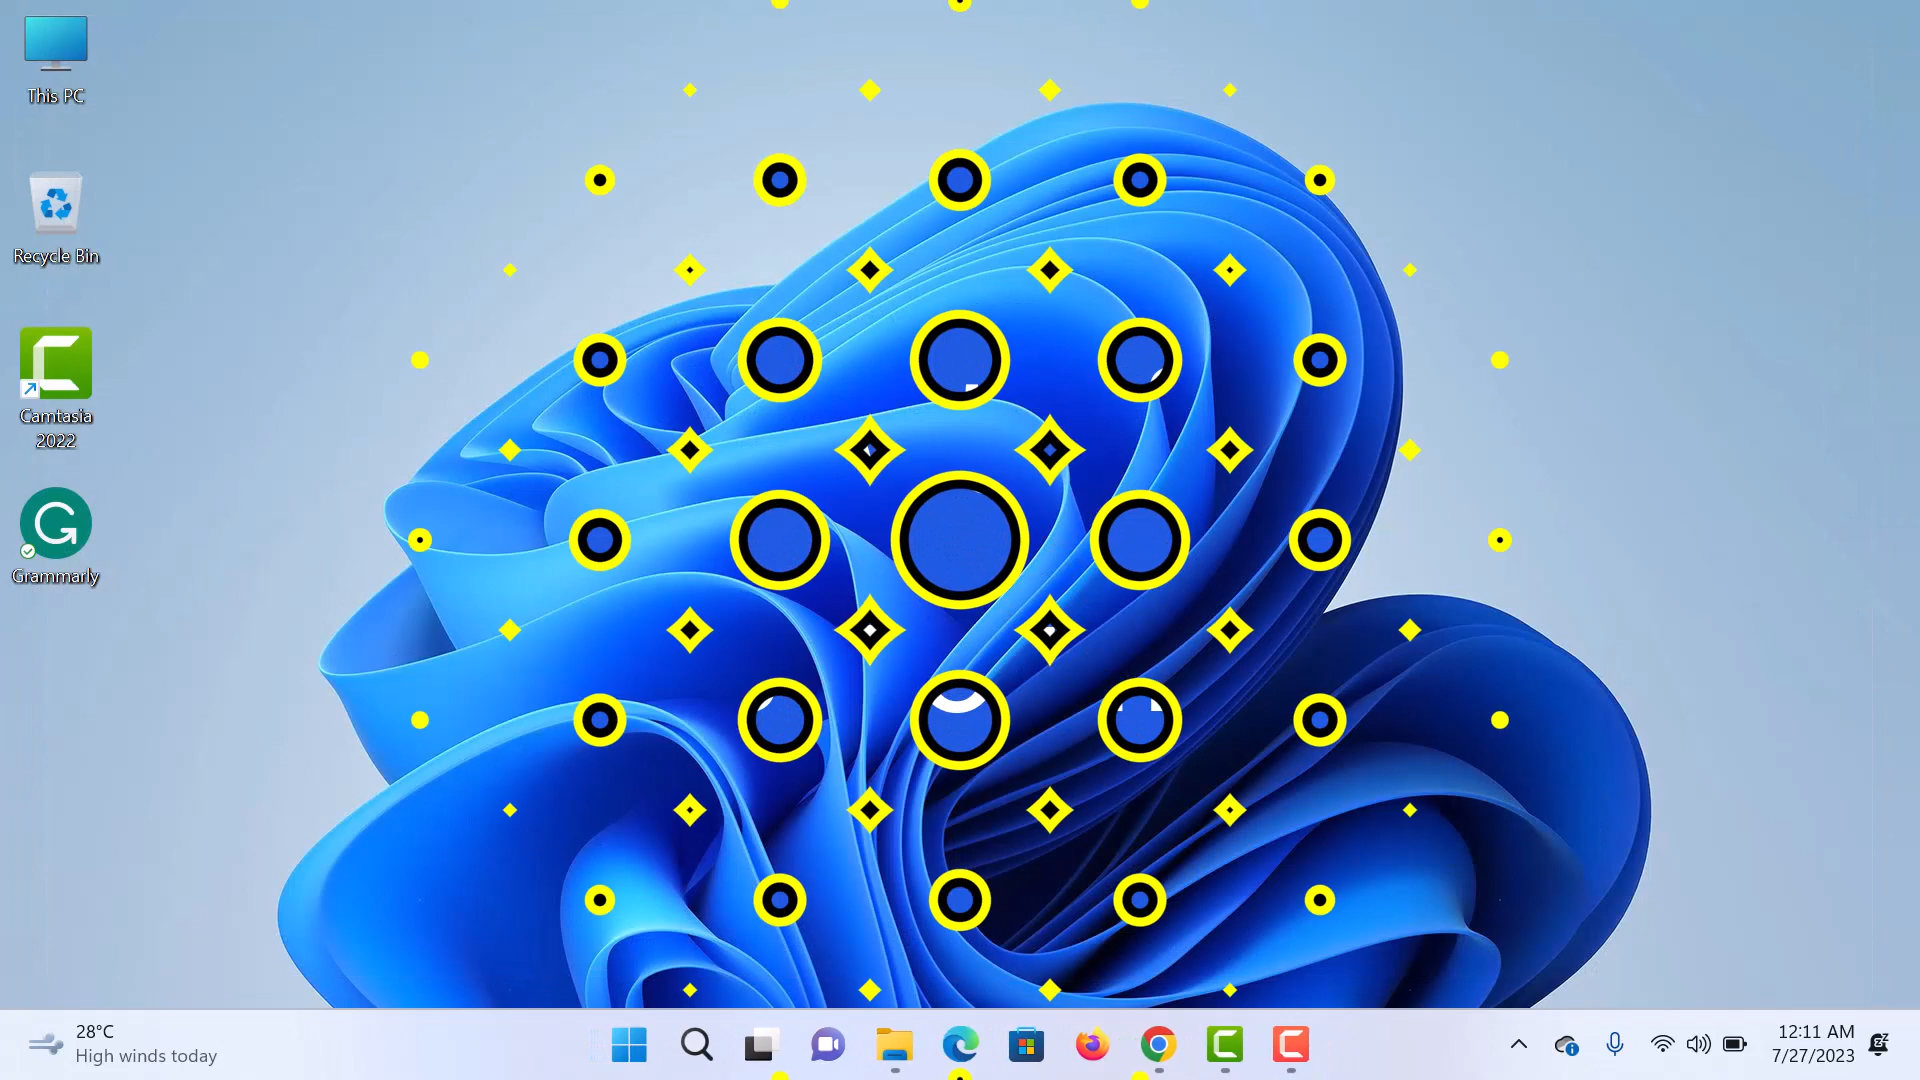 This PC
Recycle Bin
Camtasia
2022
Grammarly
28°C
High winds today
12:11 AM
7/27/2023